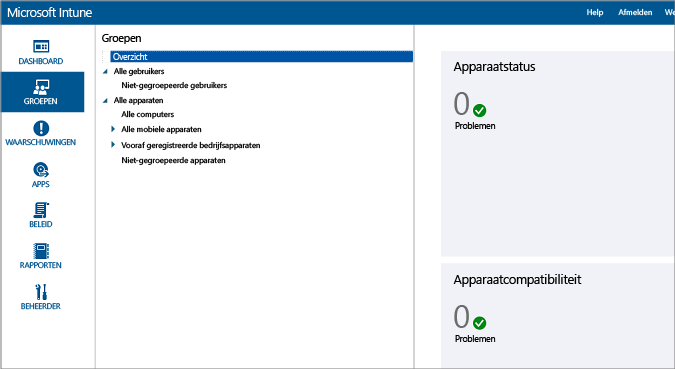 Microsoft Intune
Help Afmelden We
DASHBOARD
GROEPEN
WAARSCHUWINGEN
APPS
BELEID
RAPPORTEN
BEHEERDER
Groepen
Overzicht
Alle gebruikers
Niet-gegroepeerde gebruikers
Alle apparaten
Alle computers
Alle mobiele apparaten
Vooraf geregistreerde bedrijfsapparaten
Niet-gegroepeerde apparaten
Apparaatstatus
0
Problemen
Apparaatcompatibiliteit
0
Problemen